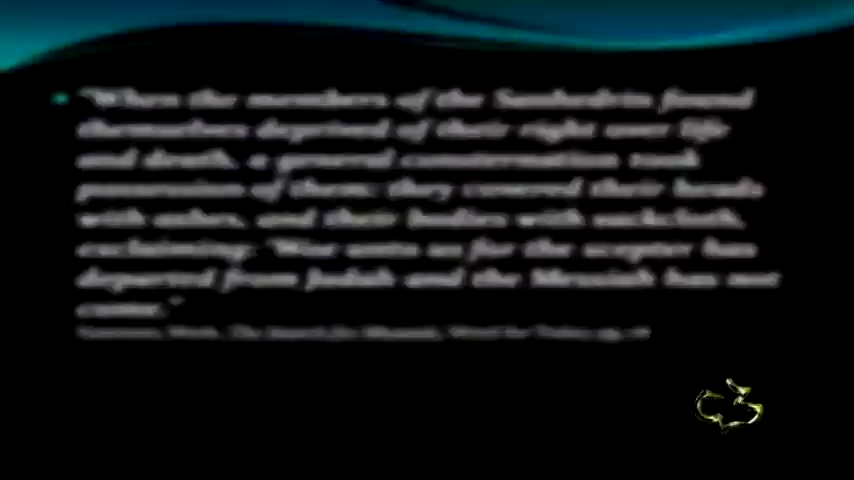 "When the members of the Sanhedrin found
themselves deprived of their right over life
and death, a general consternation took
possession of them; they covered their heads
with ashes, and their bodies with sackcloth,
exclaiming: "Woe unto us for the scepter has
departed from Judah and the Messiah has not
come."